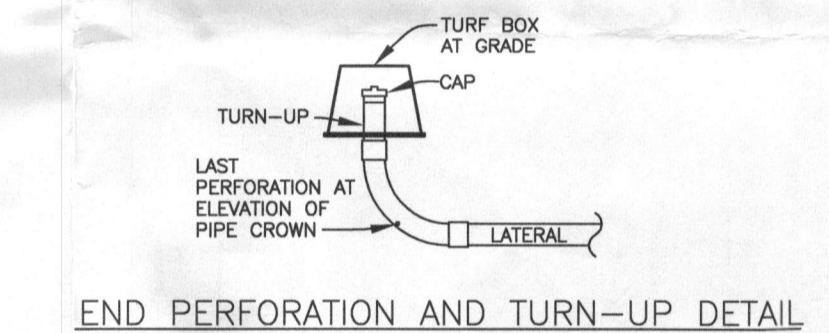 TURF BOX
AT GRADE
CAP
TURN-UP
LAST
PERFORATION AT
ELEVATION OF
PIPE CROWN
LATERAL
END PERFORATION AND TURN-UP DETAIL